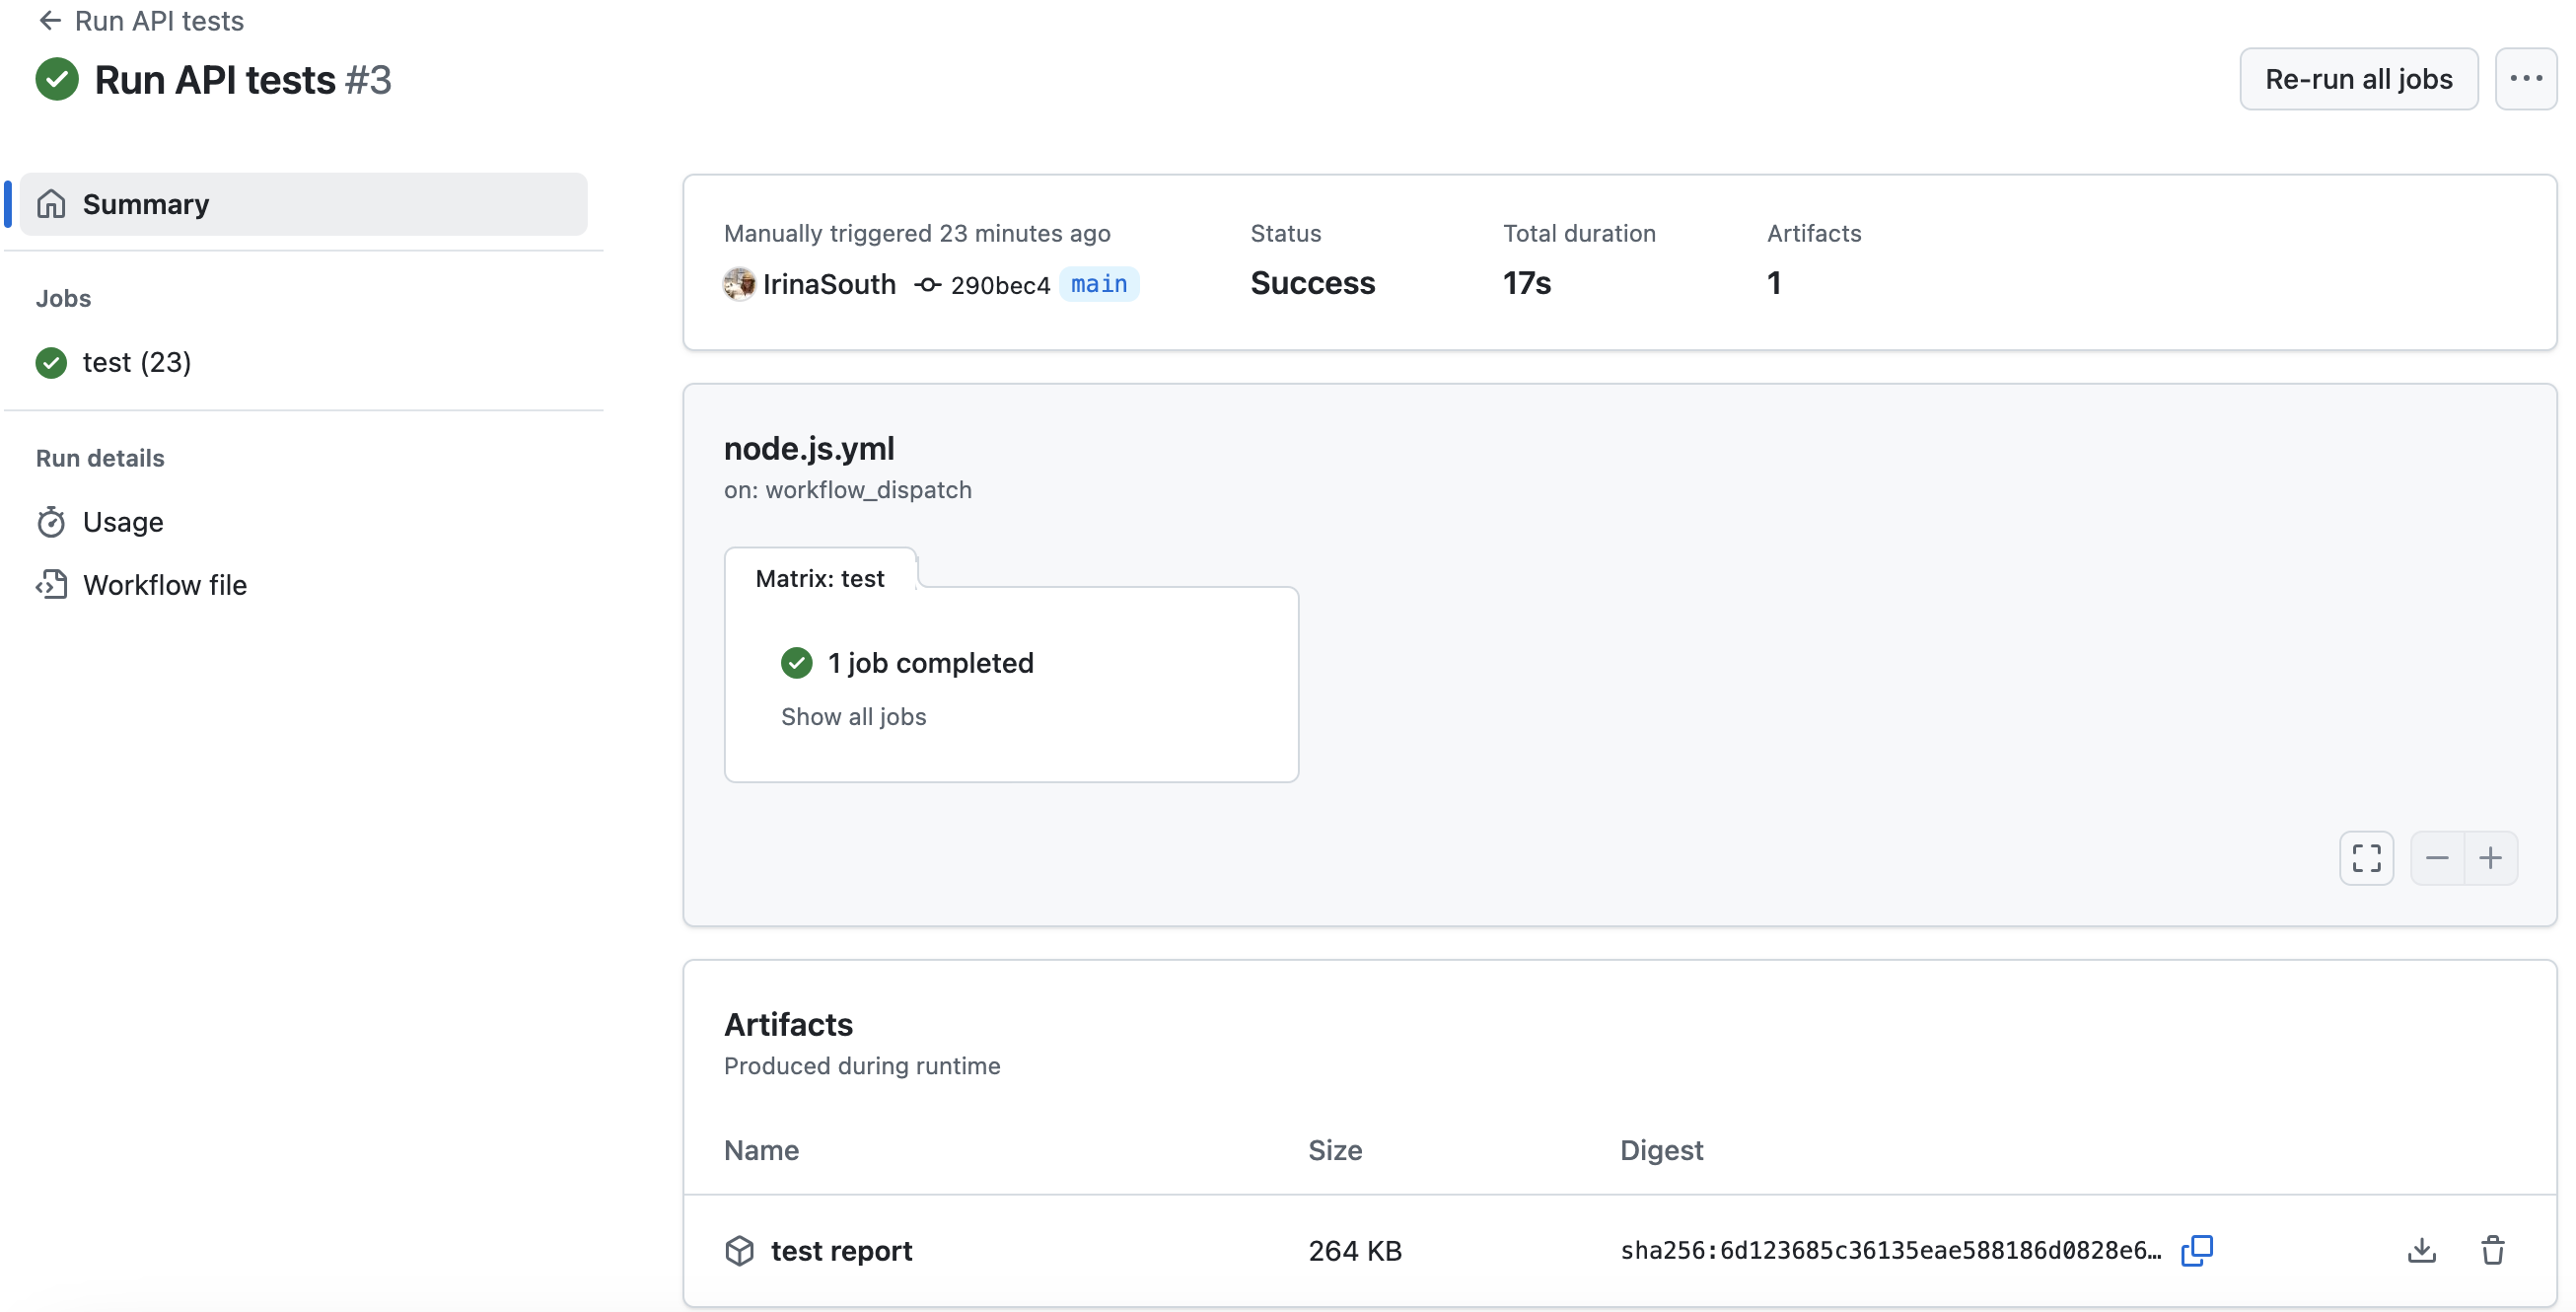 Run API tests
Run API tests #3
Re-run all jobs
Summary
Jobs
test (23)
Run details
Usage
Workflow file
Manually triggered 23 minutes ago
IrinaSouth 290bec4 main
Status
Success
Total duration
17s
Artifacts
1
node.js.yml
on: workflow_dispatch
Matrix: test
1 job completed
Show all jobs
Artifacts
Produced during runtime
Name Size Digest
test report 264 KB sha256:6d123685c36135eae588186d0828e6…